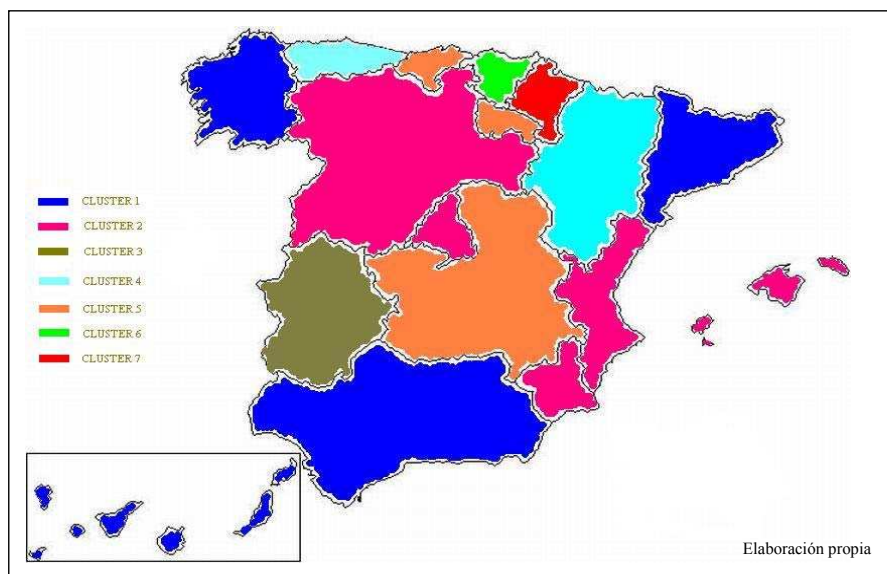 CLUSTER 1
CLUSTER 2
CLUSTER 3
CLUSTER 4
CLUSTER 5
CLUSTER 6
CLUSTER 7
Elaboración propia